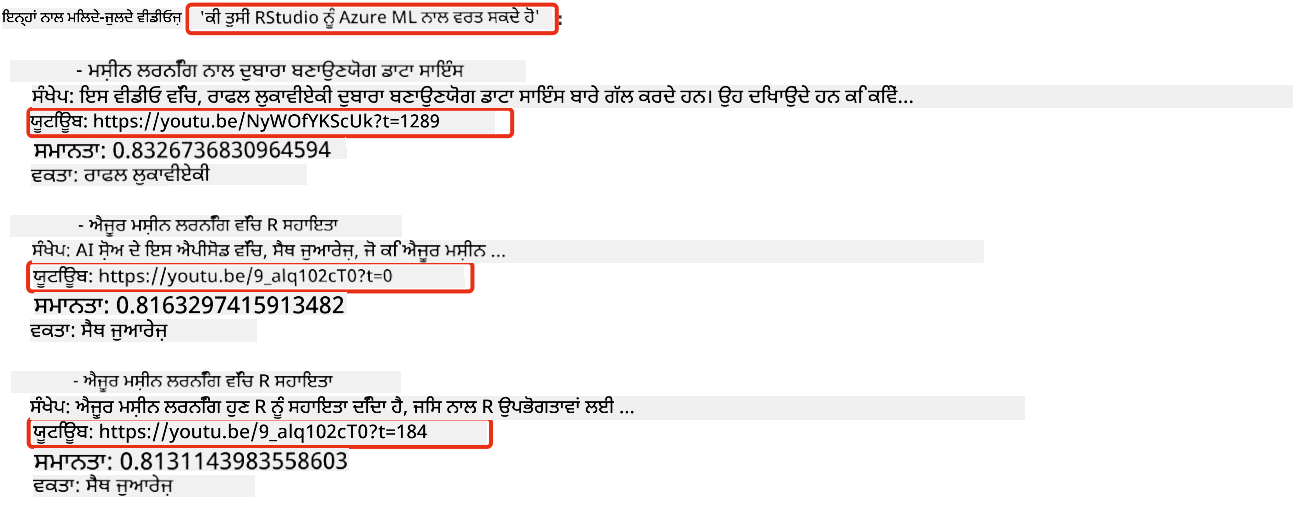 ਇਨ੍ਹਾਂ ਨਾਲ ਮਿਲਦੇ-ਜੁਲਦੇ ਵੀਡੀਓਜ਼ 'ਕੀ ਤੁਸੀਂ RStudio ਨੂੰ Azure ML ਨਾਲ ਵਰਤ ਸਕਦੇ ਹੋ':
- ਮਸ਼ੀਨ ਲਰਨਿੰਗ ਨਾਲ ਦੁਬਾਰਾ ਬਣਾਉਣਯੋਗ ਡਾਟਾ ਸਾਇੰਸ
ਸੰਖੇਪ: ਇਸ ਵੀਡੀਓ ਵਿੱਚ, ਰਾਫਲ ਲੁਕਾਵੀਏਕੀ ਦੁਬਾਰਾ ਬਣਾਉਣਯੋਗ ਡਾਟਾ ਸਾਇੰਸ ਬਾਰੇ ਗੱਲ ਕਰਦੇ ਹਨ। ਉਹ ਦਿਖਾਉਂਦੇ ਹਨ ਕਿ ਕਿਵੇਂ...
ਯੂਟਿਊਬ: https://youtu.be/NyWOfYKScUk?t=1289
ਸਮਾਨਤਾ: 0.8326736830964594
ਵਕਤਾ: ਰਾਫਲ ਲੁਕਾਵੀਏਕੀ
- ਐਜ਼ੂਰ ਮਸ਼ੀਨ ਲਰਨਿੰਗ ਵਿੱਚ R ਸਹਾਇਤਾ
ਸੰਖੇਪ: AI ਸ਼ੋਅ ਦੇ ਇਸ ਐਪੀਸੋਡ ਵਿੱਚ, ਸੈਥ ਜੁਆਰੇਜ਼, ਜੋ ਕਿ ਐਜ਼ੂਰ ਮਸ਼ੀਨ ...
ਯੂਟਿਊਬ: https://youtu.be/9_alq102cT0?t=0
ਸਮਾਨਤਾ: 0.8163297415913482
ਵਕਤਾ: ਸੈਥ ਜੁਆਰੇਜ਼
- ਐਜ਼ੂਰ ਮਸ਼ੀਨ ਲਰਨਿੰਗ ਵਿੱਚ R ਸਹਾਇਤਾ
ਸੰਖੇਪ: ਐਜ਼ੂਰ ਮਸ਼ੀਨ ਲਰਨਿੰਗ ਹੁਣ R ਨੂੰ ਸਹਾਇਤਾ ਦਿੰਦਾ ਹੈ, ਜਿਸ ਨਾਲ R ਉਪਭੋਗਤਾਵਾਂ ਲਈ ...
ਯੂਟਿਊਬ: https://youtu.be/9_alq102cT0?t=184
ਸਮਾਨਤਾ: 0.8131143983558603
ਵਕਤਾ: ਸੈਥ ਜੁਆਰੇਜ਼